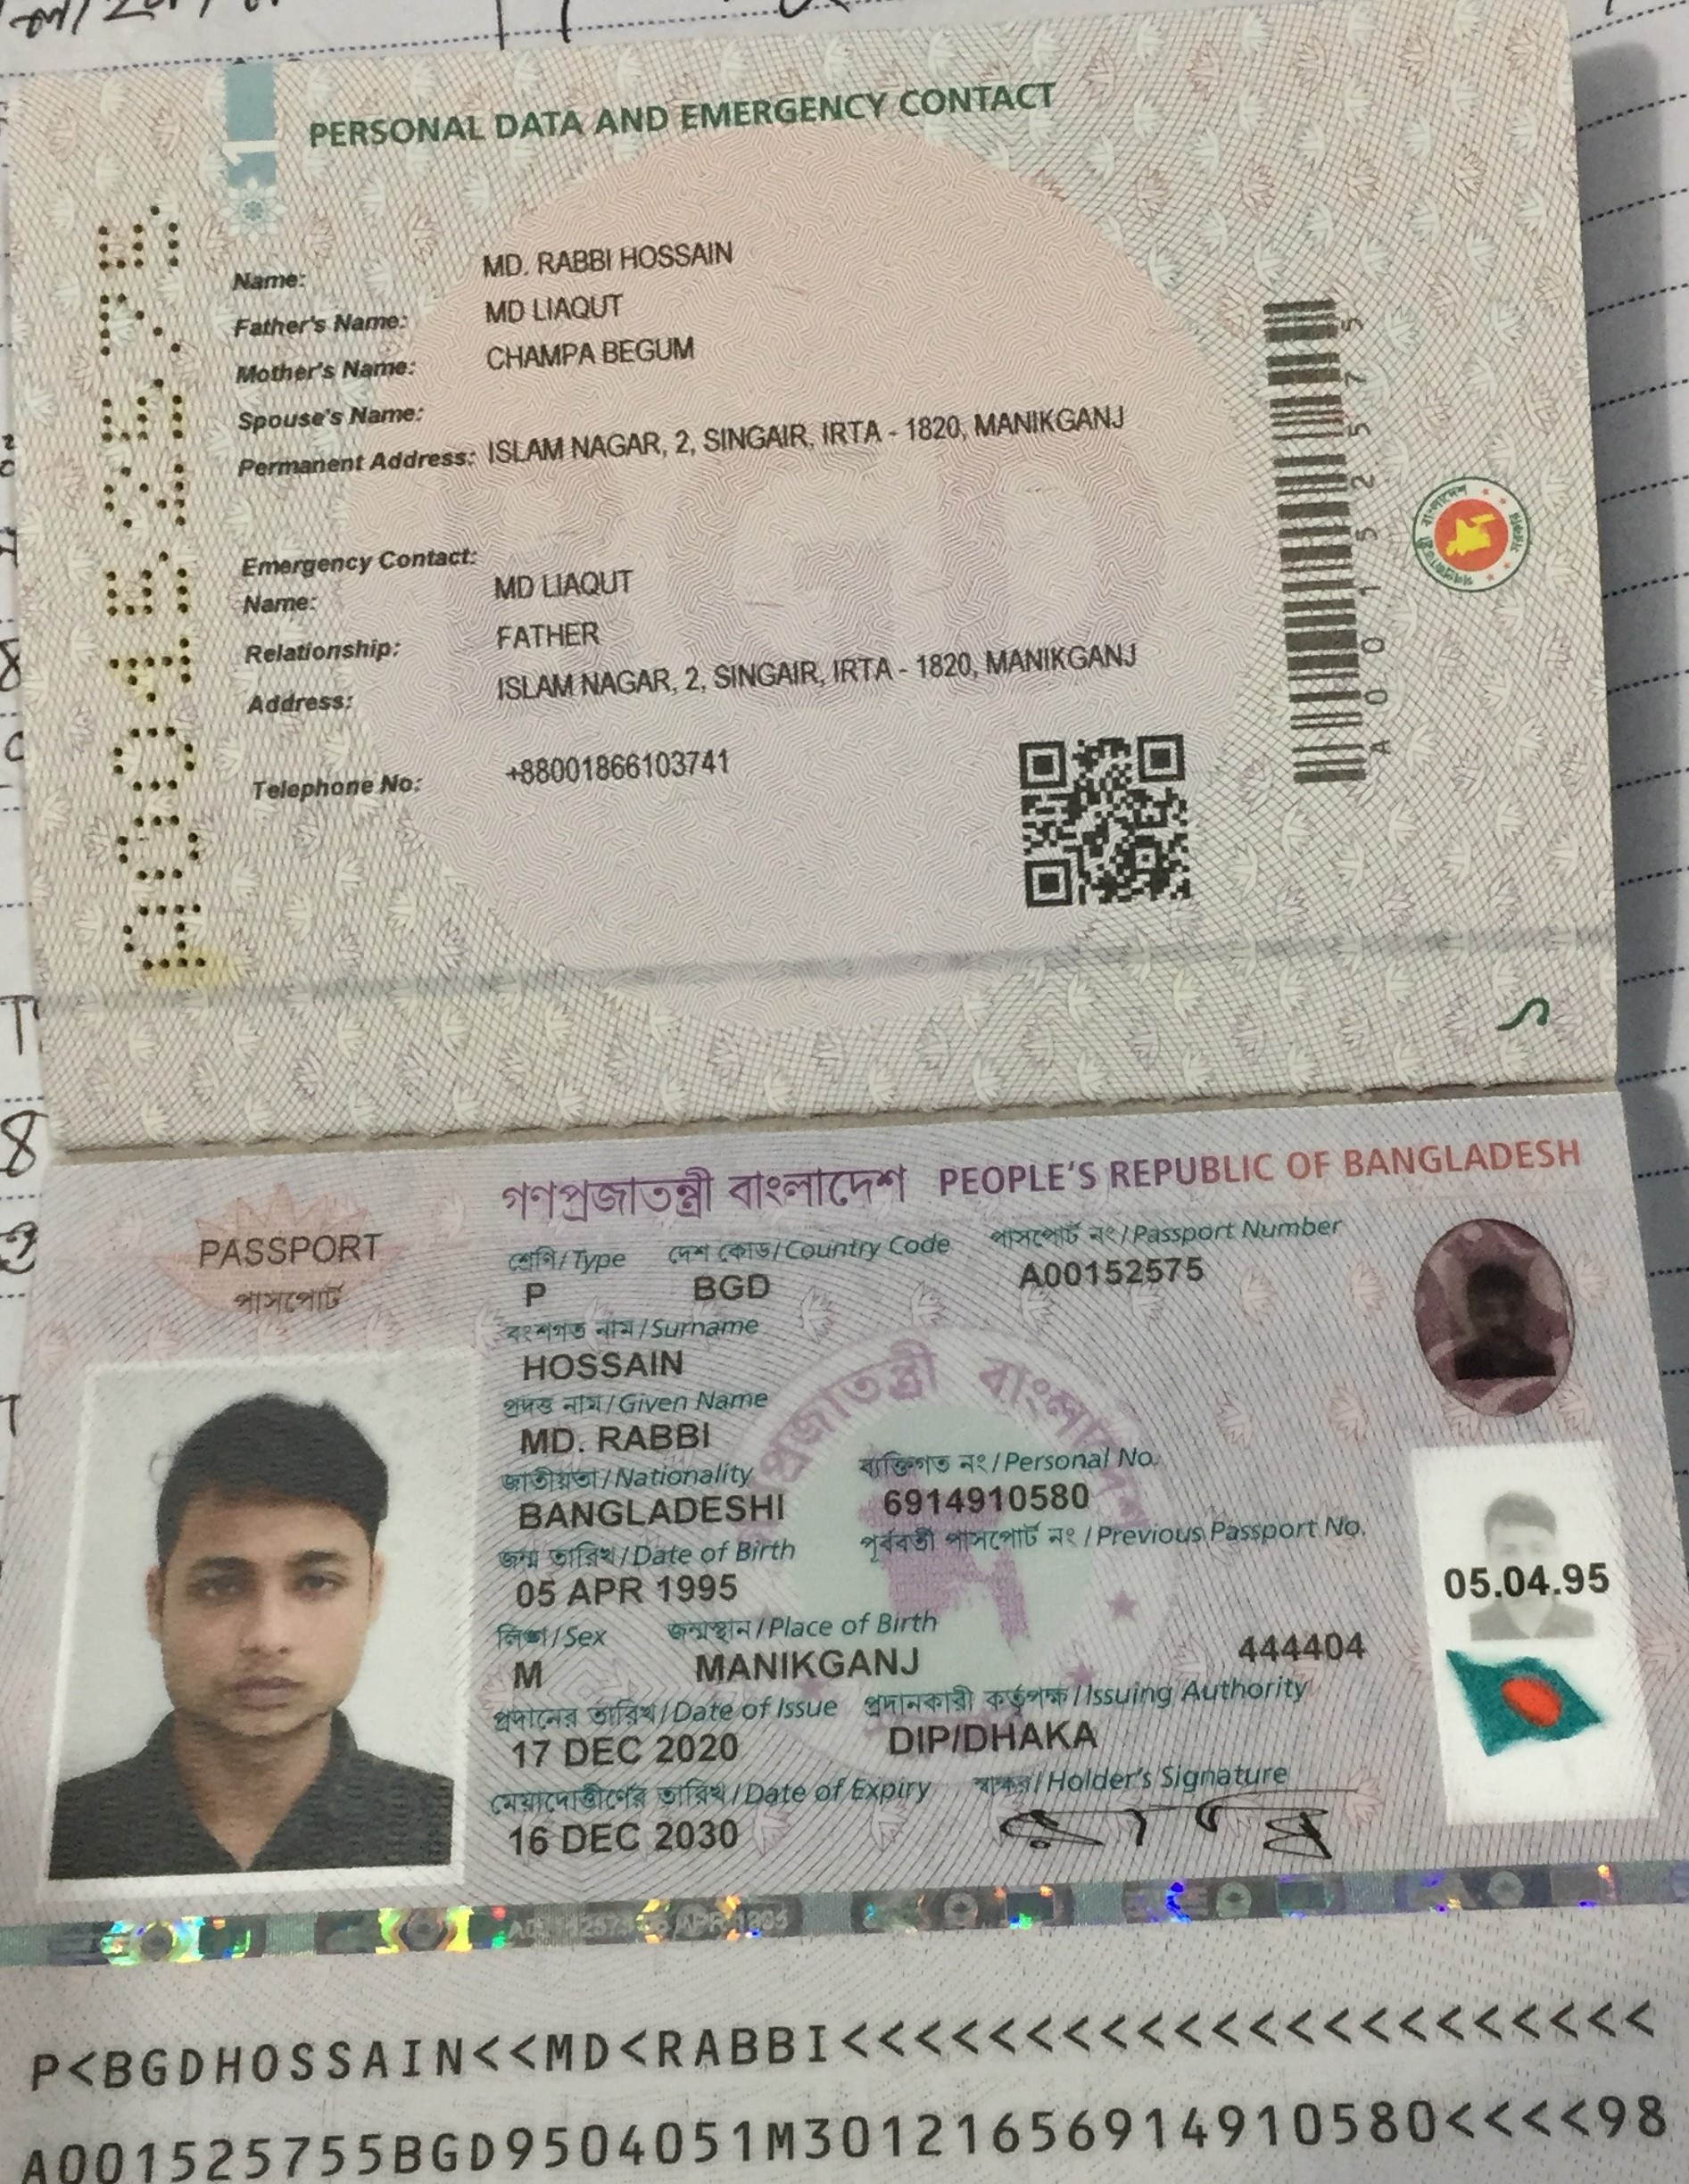 1
PERSONAL DATA AND EMERGENCY CONTACT
Name: MD. RABBI HOSSAIN
Father's Name: MD LIAQUT
Mother's Name: CHAMPA BEGUM
Spouse's Name:
Permanent Address: ISLAM NAGAR, 2, SINGAIR, IRTA - 1820, MANIKGANJ
Emergency Contact:
Name: MD LIAQUT
Relationship: FATHER
Address: ISLAM NAGAR, 2, SINGAIR, IRTA - 1820, MANIKGANJ
Telephone No: +88001866103741
A00152575
A00152575
গণপ্রজাতন্ত্রী বাংলাদেশ PEOPLE'S REPUBLIC OF BANGLADESH
PASSPORT
পাসপোর্ট
শ্রেণি/Type দেশ কোড/Country Code পাসপোর্ট নং/Passport Number
P BGD A00152575
বংশগত নাম/Surname
HOSSAIN
প্রদত্ত নাম/Given Name
MD. RABBI
জাতীয়তা/Nationality ব্যক্তিগত নং/Personal No.
BANGLADESHI 6914910580
জন্ম তারিখ/Date of Birth পূর্ববর্তী পাসপোর্ট নং/Previous Passport No.
05 APR 1995
05.04.95
লিঙ্গ/Sex জন্মস্থান/Place of Birth
M MANIKGANJ 444404
প্রদানের তারিখ/Date of Issue প্রদানকারী কর্তৃপক্ষ/Issuing Authority
17 DEC 2020 DIP/DHAKA
মেয়াদোত্তীর্ণের তারিখ/Date of Expiry স্বাক্ষর/Holder's Signature
16 DEC 2030
P<BGDHOSSAIN<<MD<RABBI<<<<<<<<<<<<<<<<<<<<<<
A001525755BGD9504051M30121656914910580<<<<98